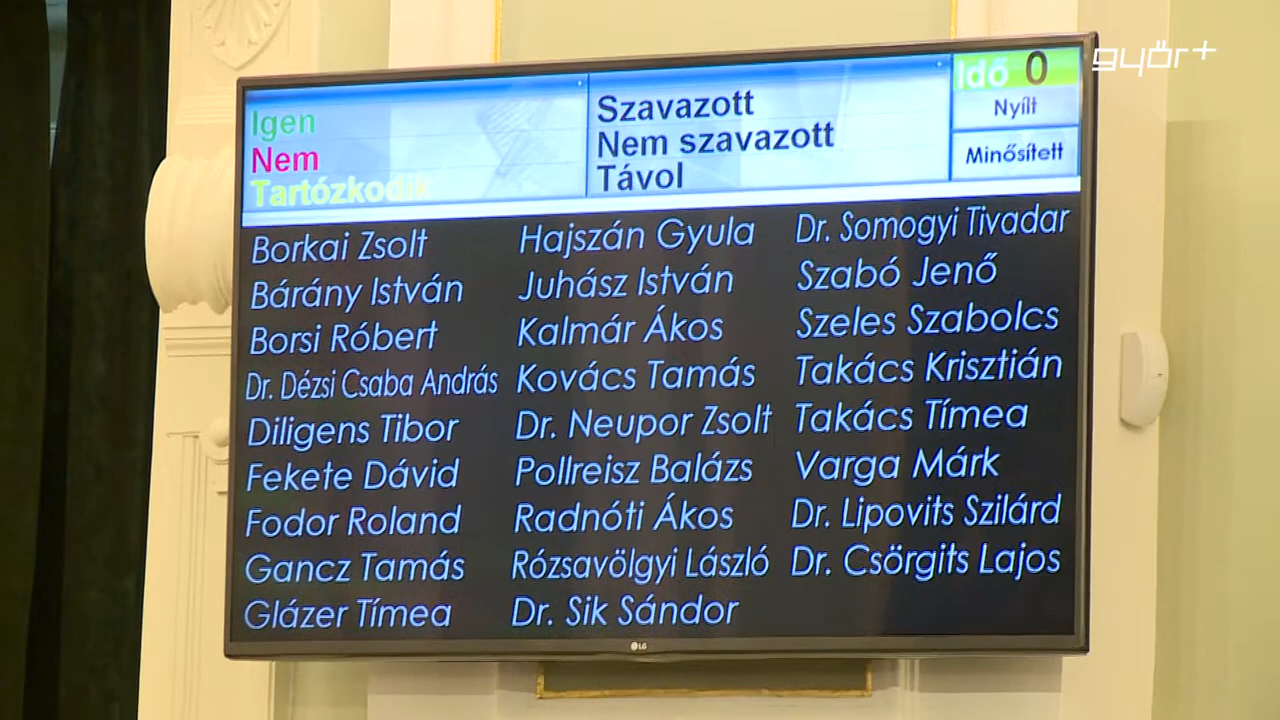 Igen
Nem
Tartózkodik
Szavazott
Nem szavazott
Távol
Idő 0
Nyílt
Minősített
győr+
Borkai Zsolt
Bárány István
Borsi Róbert
Dr. Dézsi Csaba András
Diligens Tibor
Fekete Dávid
Fodor Roland
Gancz Tamás
Glázer Tímea
Hajszán Gyula
Juhász István
Kalmár Ákos
Kovács Tamás
Dr. Neupor Zsolt
Pollreisz Balázs
Radnóti Ákos
Rózsavölgyi László
Dr. Sik Sándor
Dr. Somogyi Tivadar
Szabó Jenő
Szeles Szabolcs
Takács Krisztián
Takács Tímea
Varga Márk
Dr. Lipovits Szilárd
Dr. Csörgits Lajos
LG